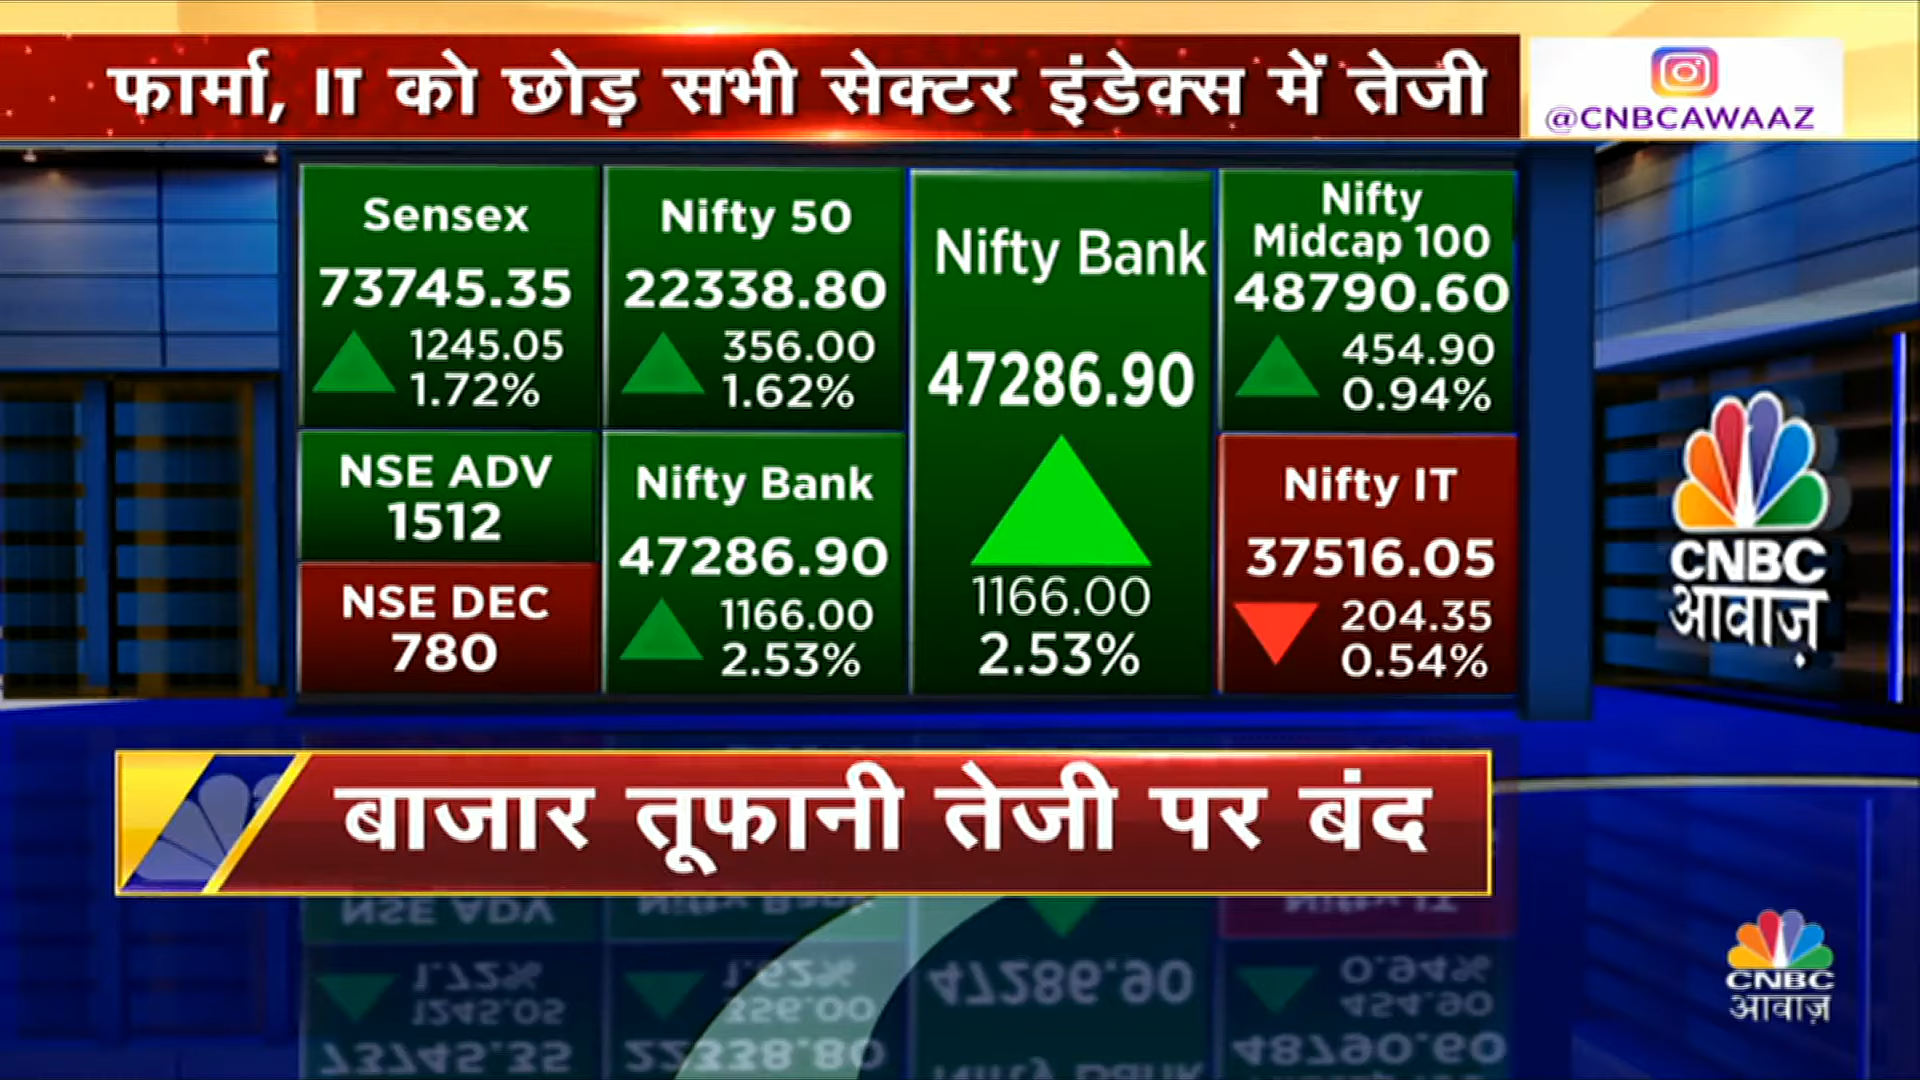 फार्मा, IT को छोड़ सभी सेक्टर इंडेक्स में तेजी
@CNBCAWAAZ
Sensex
73745.35
1245.05
1.72%
Nifty 50
22338.80
356.00
1.62%
Nifty Bank
47286.90
1166.00
2.53%
Nifty
Midcap 100
48790.60
454.90
0.94%
NSE ADV
1512
NSE DEC
780
Nifty Bank
47286.90
1166.00
2.53%
Nifty IT
37516.05
204.35
0.54%
CNBC
आवाज़
बाजार तूफानी तेजी पर बंद
CNBC
आवाज़